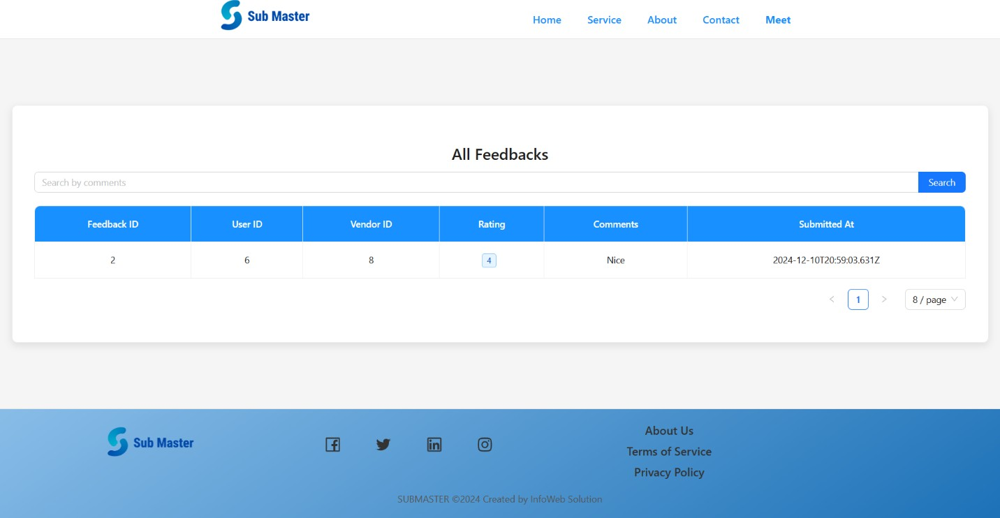 Sub Master
Home Service About Contact Meet
All Feedbacks
Search by comments Search
Feedback ID User ID Vendor ID Rating Comments Submitted At
2 6 8 4 Nice 2024-12-10T20:59:03.631Z
< 1 > 8 / page
Sub Master
About Us
Terms of Service
Privacy Policy
SUBMASTER ©2024 Created by InfoWeb Solution